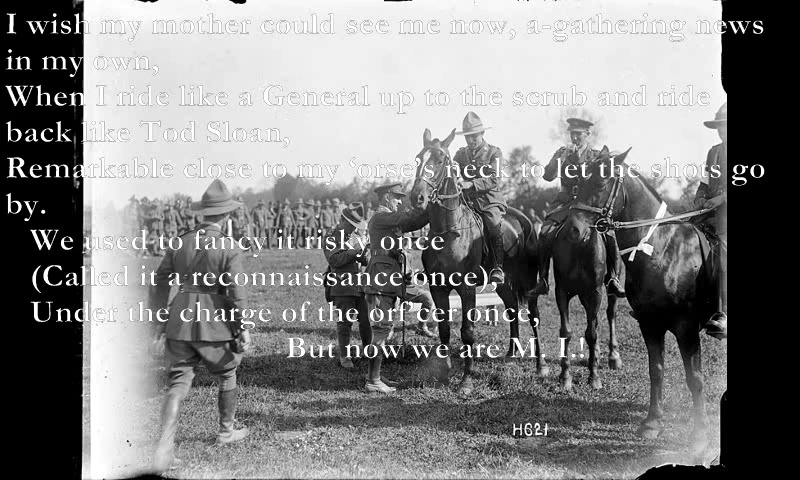 I wish my mother could see me now, a-gathering news
in my own,
When I ride like a General up to the scrub and ride
back like Tod Sloan,
Remarkable close to my ‘orse’s neck to let the shots go
by.
We used to fancy it risky once
(Called it a reconnaissance once),
Under the charge of the orf’cer once,
But now we are M. I.!
H621